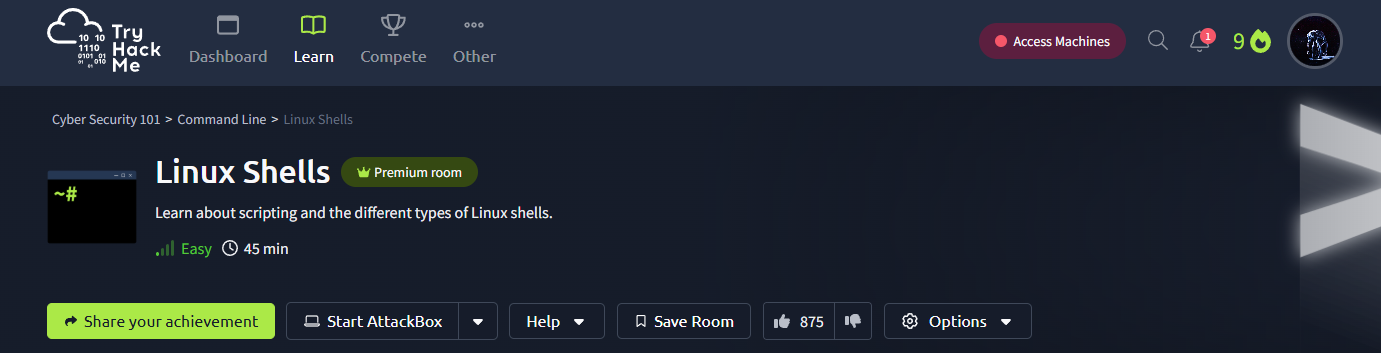 Try
Hack
Me
10 10
1110
0101 01
01 010
01
Dashboard
Learn
Compete
Other
Access Machines
1
9
Cyber Security 101 > Command Line > Linux Shells
~#
Linux Shells
Premium room
Learn about scripting and the different types of Linux shells.
Easy
45 min
Share your achievement
Start AttackBox
Help
Save Room
875
Options